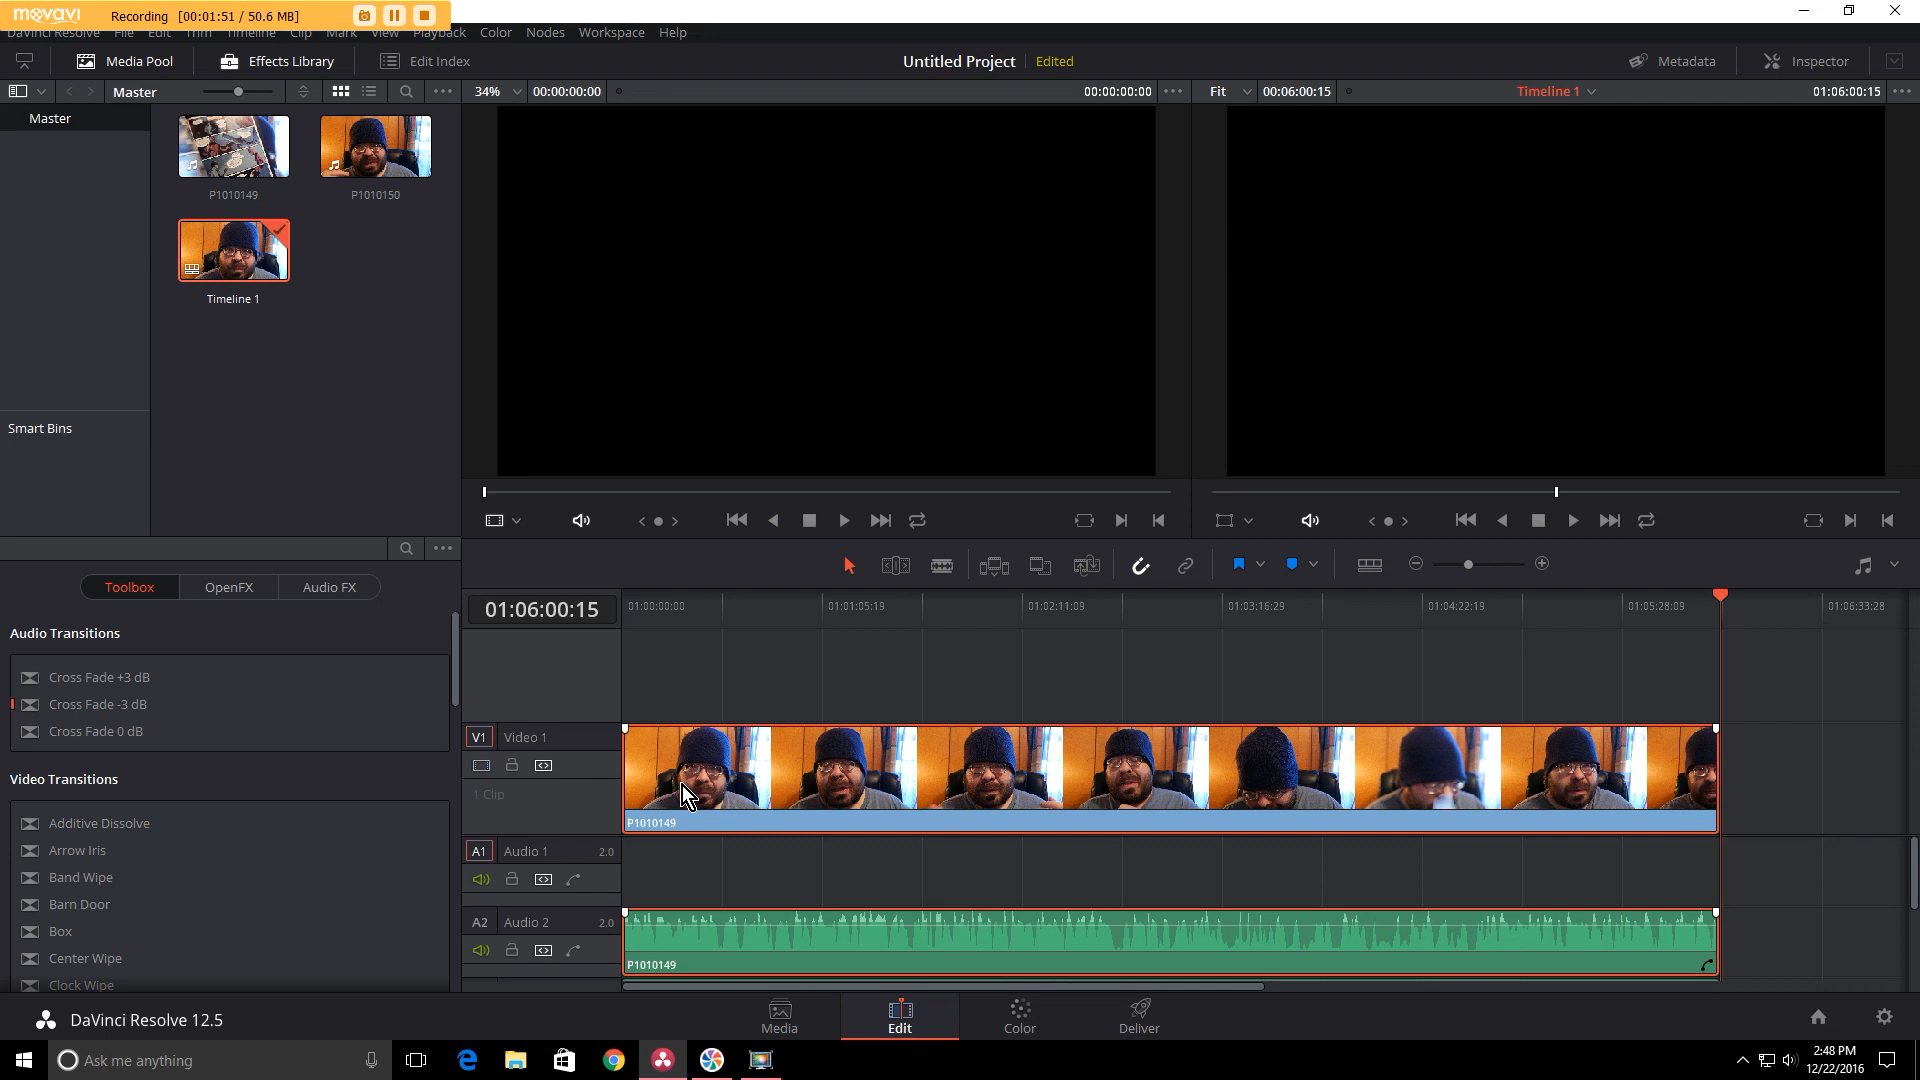 movavi Recording [00:01:51 / 50.6 MB]
DaVinci Resolve File Edit Trim Timeline Clip Mark View Playback Color Nodes Workspace Help
Media Pool Effects Library Edit Index Untitled Project Edited Metadata Inspector
Master 34% 00:00:00:00 00:00:00:00 Fit 00:06:00:15 Timeline 1 01:06:00:15
Master
P1010149 P1010150
Timeline 1
Smart Bins
Toolbox OpenFX Audio FX
01:06:00:15 01:00:00:00 01:01:05:19 01:02:11:09 01:03:16:29 01:04:22:19 01:05:28:09 01:06:33:28
Audio Transitions
Cross Fade +3 dB
Cross Fade -3 dB
Cross Fade 0 dB
V1 Video 1
Video Transitions
1 Clip
Additive Dissolve
P1010149
Arrow Iris
A1 Audio 1 2.0
Band Wipe
Barn Door
A2 Audio 2 2.0
Box
Center Wipe
P1010149
Clock Wipe
DaVinci Resolve 12.5
Media Edit Color Deliver
Ask me anything
2:48 PM
12/22/2016